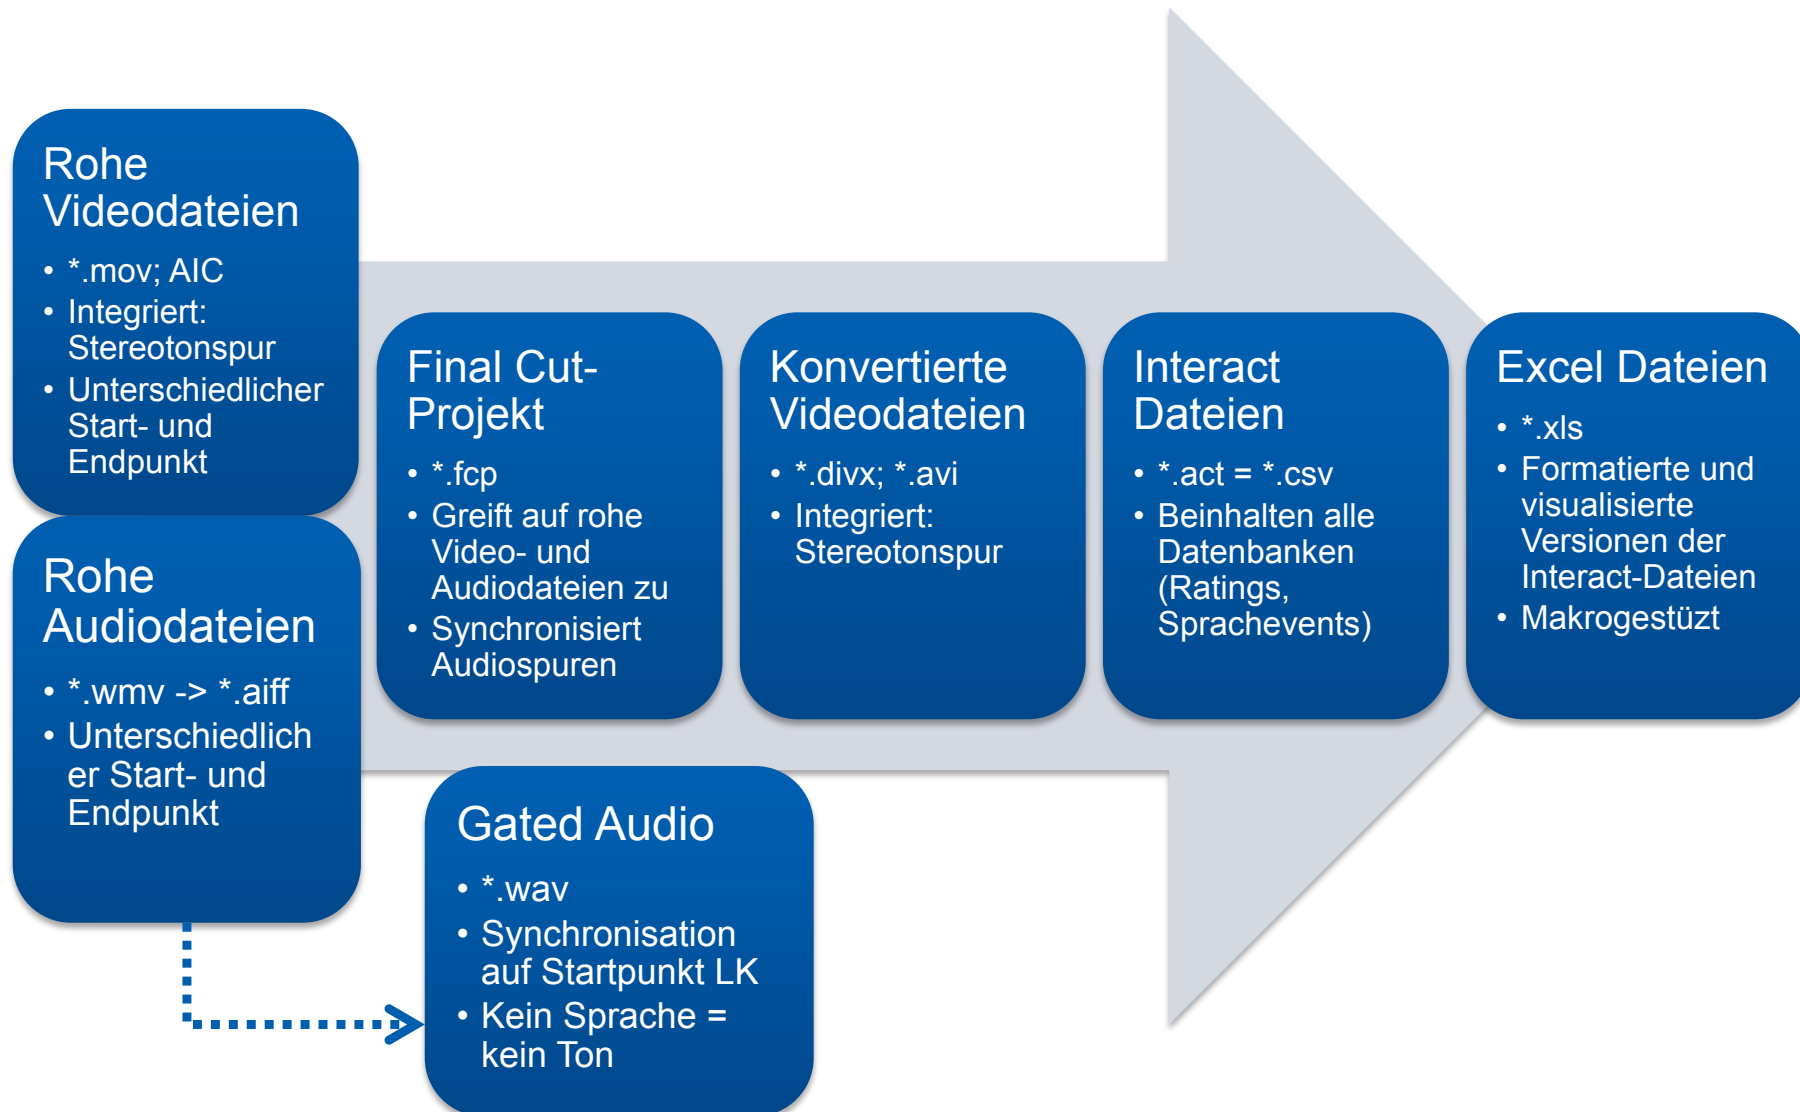 Rohe
Videodateien
• *.mov; AIC
• Integriert:
Stereotonspur
• Unterschiedlicher
Start- und
Endpunkt
Rohe
Audiodateien
• *.wmv -> *.aiff
• Unterschiedlich
er Start- und
Endpunkt
Final Cut-
Projekt
• *.fcp
• Greift auf rohe
Video- und
Audiodateien zu
• Synchronisiert
Audiospuren
Konvertierte
Videodateien
• *.divx; *.avi
• Integriert:
Stereotonspur
Interact
Dateien
• *.act = *.csv
• Beinhalten alle
Datenbanken
(Ratings,
Sprachevents)
Excel Dateien
• *.xls
• Formatierte und
visualisierte
Versionen der
Interact-Dateien
• Makrogestüzt
Gated Audio
• *.wav
• Synchronisation
auf Startpunkt LK
• Kein Sprache =
kein Ton